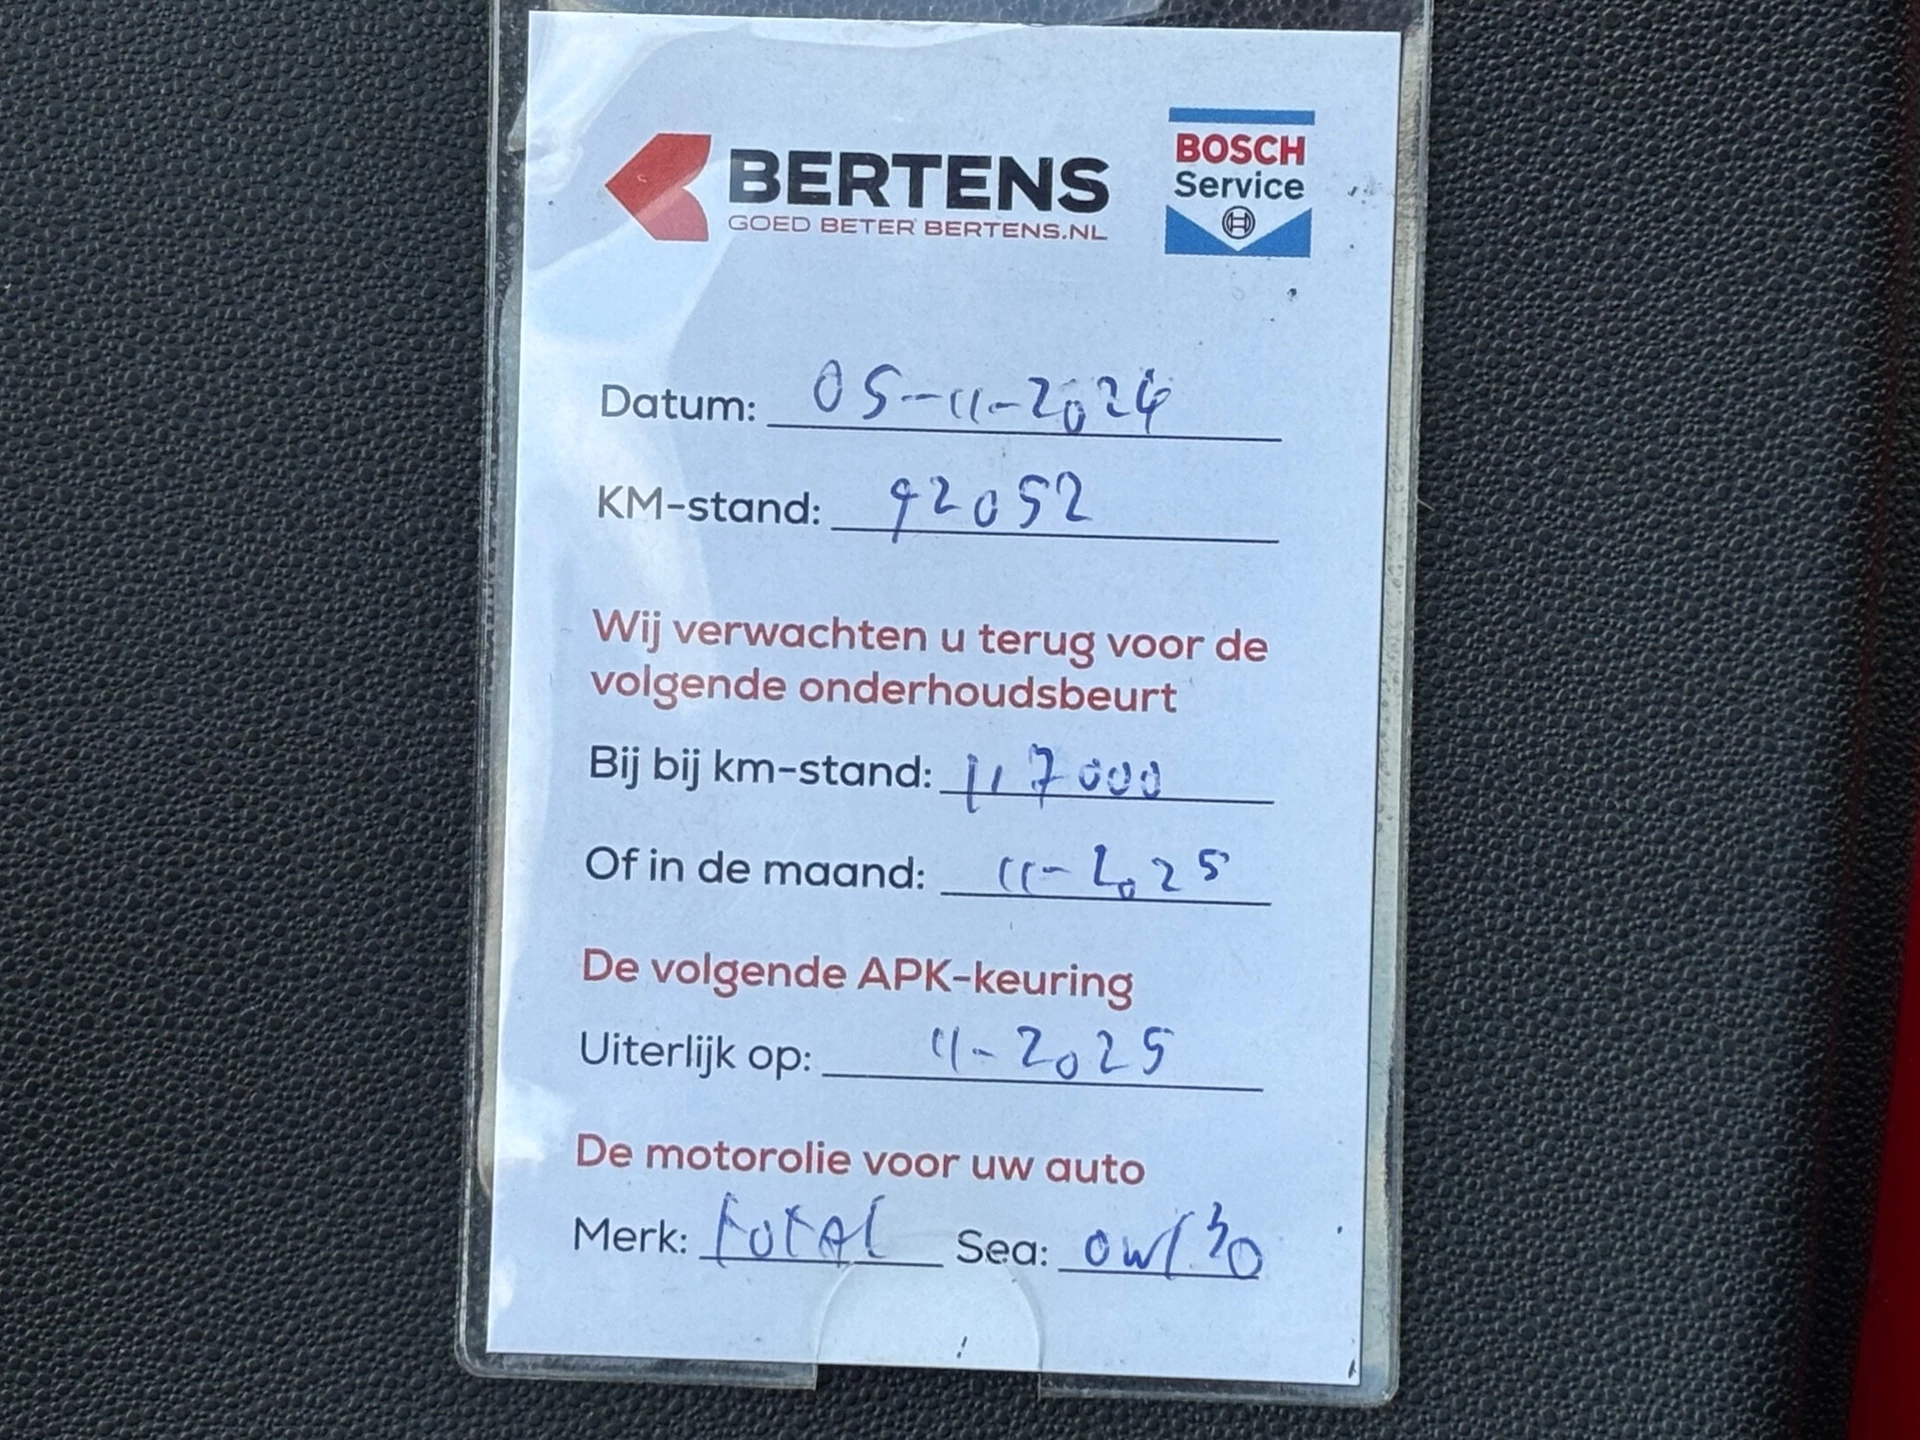 BERTENS
GOED BETER BERTENS.NL
BOSCH
Service
Datum: 05-11-2024
KM-stand: 92052
Wij verwachten u terug voor de
volgende onderhoudsbeurt
Bij bij km-stand: 117000
Of in de maand: 11-2025
De volgende APK-keuring
Uiterlijk op: 11-2025
De motorolie voor uw auto
Merk: total Sea: 0w/30